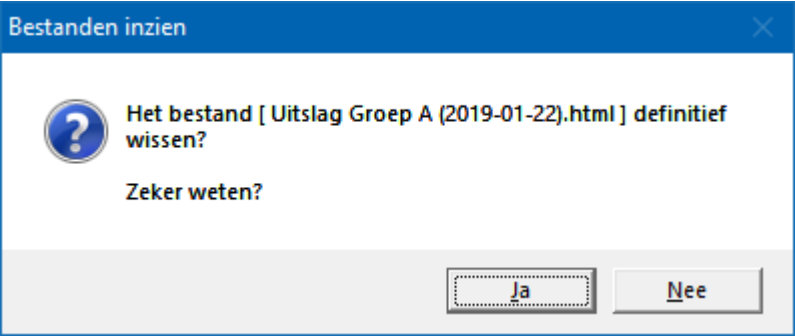 Bestanden inzien
Het bestand [ Uitslag Groep A (2019-01-22).html ] definitief
wissen?
Zeker weten?
Ja
Nee